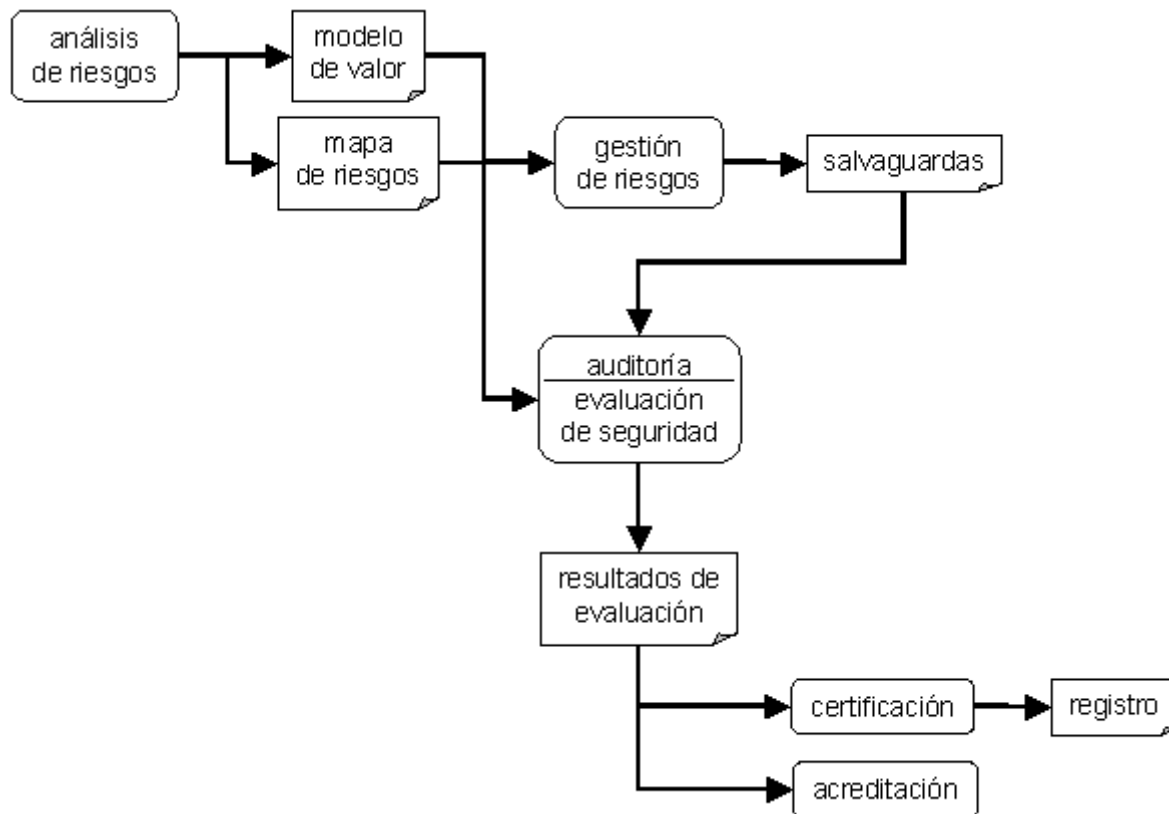 análisis
de riesgos
modelo
de valor
mapa
de riesgos
gestión
de riesgos
salvaguardas
auditoría
evaluación
de seguridad
resultados de
evaluación
certificación
registro
acreditación